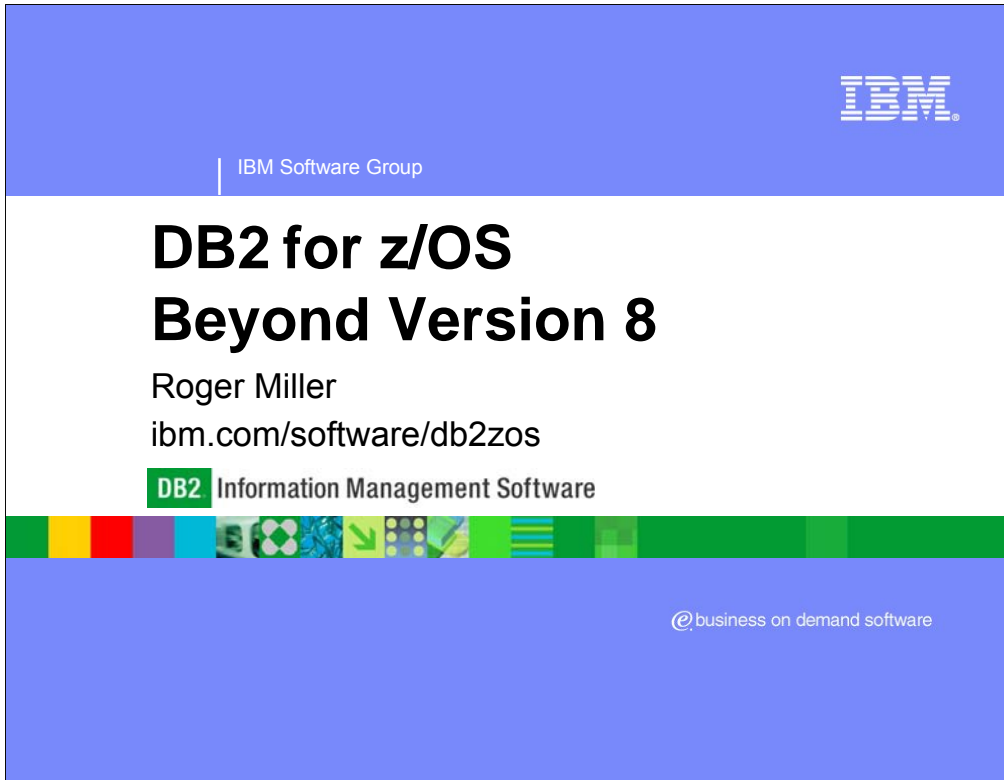 IBM®
IBM Software Group
DB2 for z/OS
Beyond Version 8
Roger Miller
ibm.com/software/db2zos
DB2. Information Management Software
e business on demand software